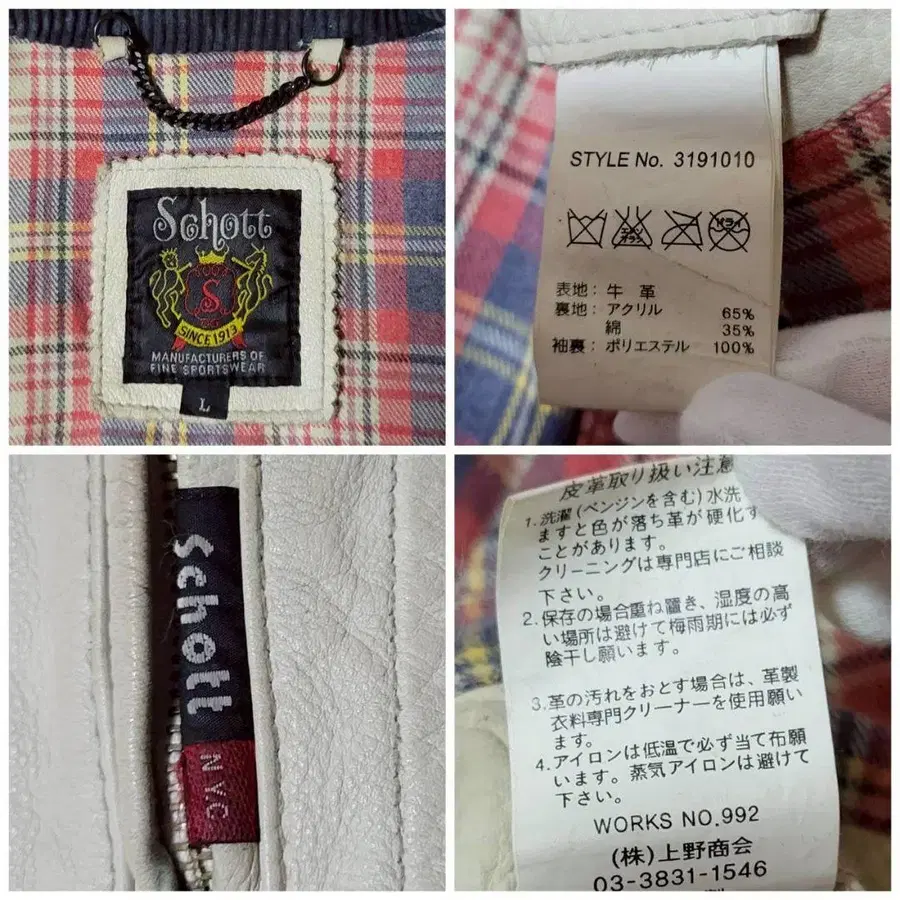 Schott
S
SINCE 1913
MANUFACTURERS OF
FINE SPORTSWEAR
L
STYLE No. 3191010
エンソ
サラシ
ドライ
表地: 牛 革
裏地: アクリル 65%
綿 35%
袖裏: ポリエステル 100%
Schott
N.Y.C
皮革取り扱い注意
1.洗濯(ベンジンを含む)水洗
ますと色が落ち革が硬化す
ことがあります。
クリーニングは専門店にご相談
下さい。
2.保存の場合重ね置き、湿度の高
い場所は避けて梅雨期には必ず
陰干し願います。
3.革の汚れをおとす場合は、革製
衣料専門クリーナーを使用願い
ます。
4.アイロンは低温で必ず当て布願
います。蒸気アイロンは避けて
下さい。
WORKS NO.992
(株)上野商会
03-3831-1546